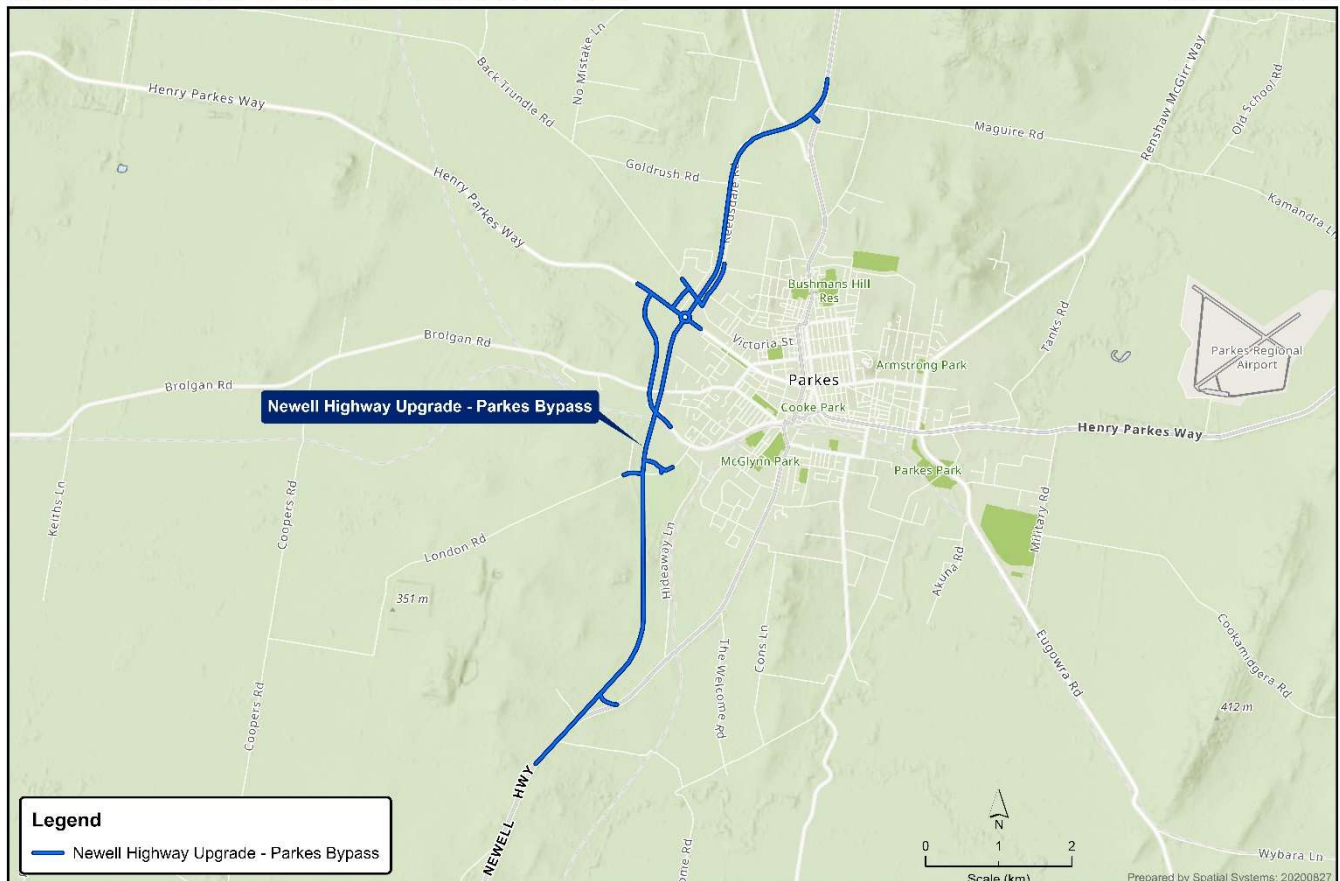 No Mistake Ln
Back Trundle Rd
Henry Parkes Way
Renshaw McGirr Way
Old School Rd
Maguire Rd
Goldrush Rd
Reedsdale Rd
Kamandra Ln
Henry Parkes Way
Bushmans Hill
Res
Tanks Rd
Parkes Regional
Airport
Victoria St
Brolgan Rd
Armstrong Park
Brolgan Rd
Parkes
Newell Highway Upgrade - Parkes Bypass
Cooke Park
Henry Parkes Way
McGlynn Park
Parkes Park
Keiths Ln
Coopers Rd
Military Rd
London Rd
Hideaway Ln
Akuna Rd
351 m
Cons Ln
The Welcome Rd
Eugowra Rd
Cookamidgera Rd
Coopers Rd
412 m
NEWELL HWY
Legend
Newell Highway Upgrade - Parkes Bypass
N
0 1 2
Scale (km)
ome Rd
Wybara Ln
Prepared by Spatial Systems: 20200827